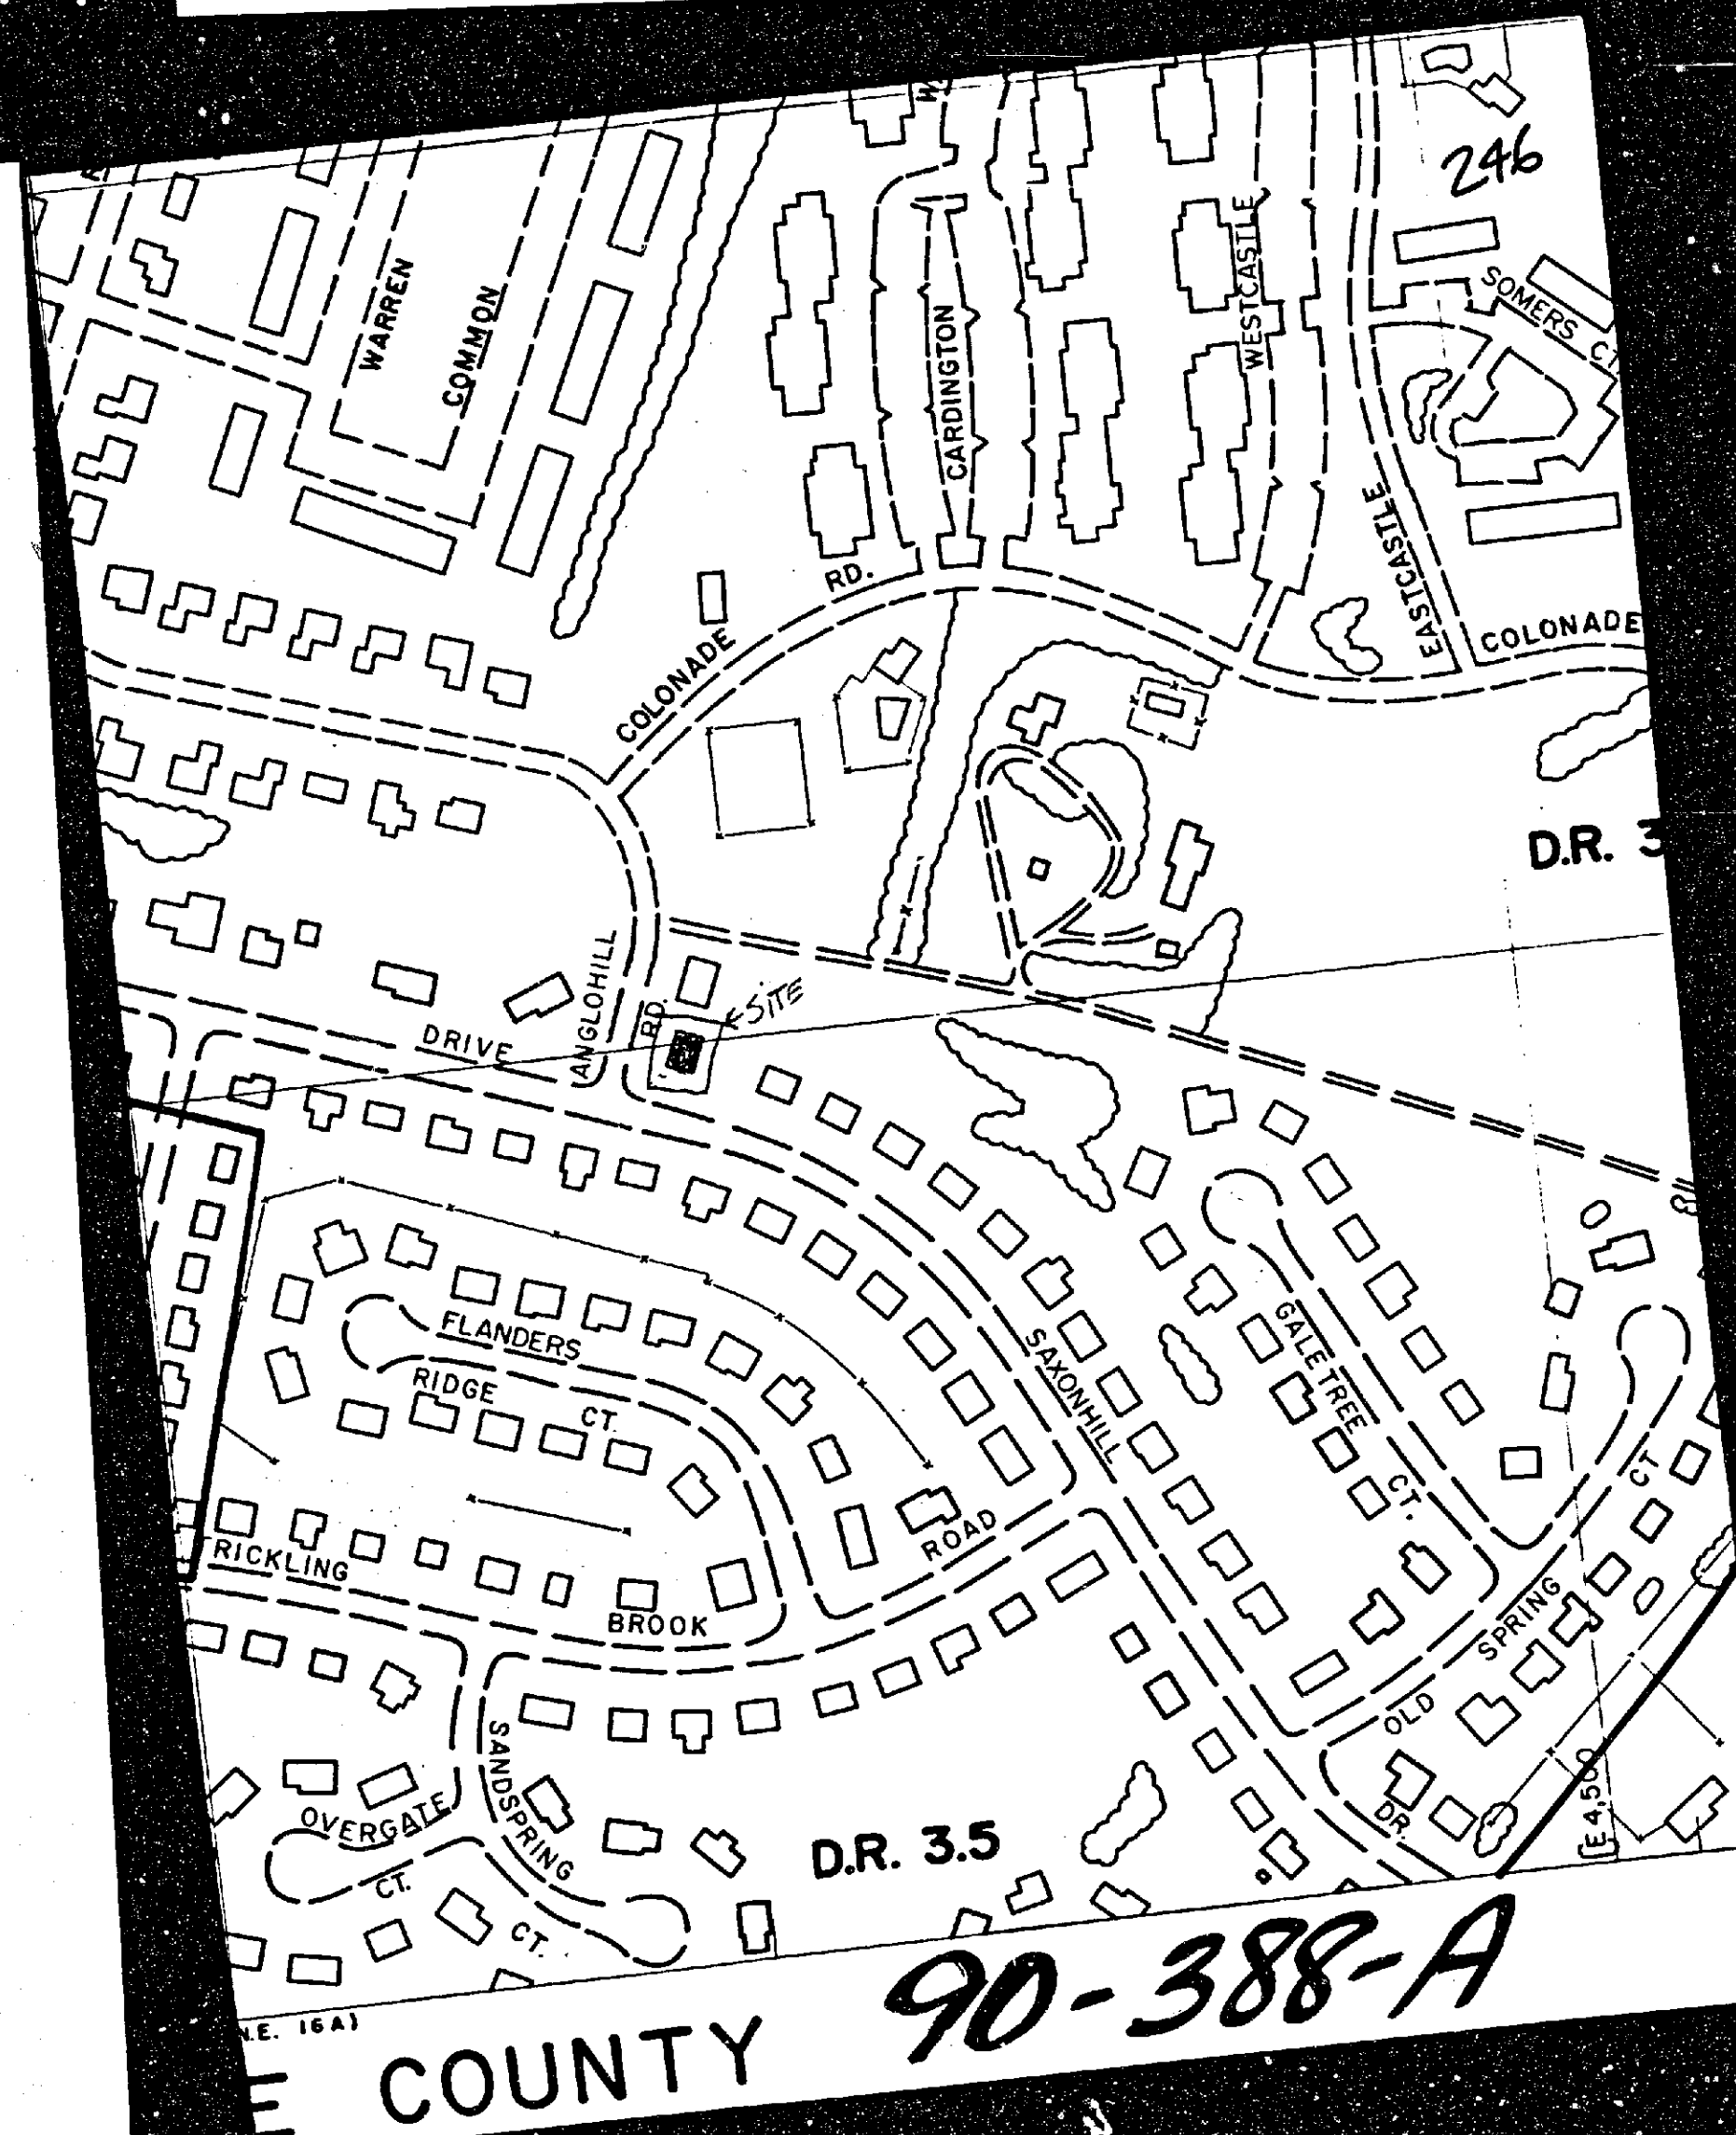 246
WARREN
COMMON
CARDINGTON
WESTCASTLE
SOMERS CT.
EASTCASTLE
RD.
COLONADE
COLONADE
D.R. 3
ANGLOHILL
RD.
←SITE
DRIVE
FLANDERS
RIDGE
CT.
SAXONHILL
GALE TREE
CT.
ROAD
CT
TRICKLING
BROOK
SPRING
OLD
DR.
SANDSPRING
CT.
OVERGATE
CT.
D.R. 3.5
E 4,500
N.E. 16A)
90-388-A
E COUNTY